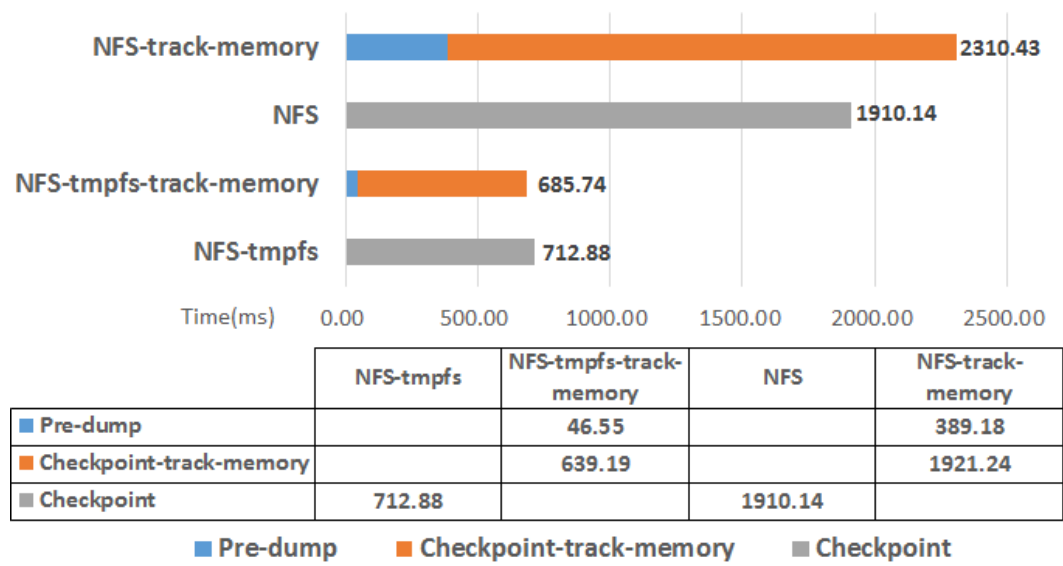 NFS-track-memory 2310.43
NFS 1910.14
NFS-tmpfs-track-memory 685.74
NFS-tmpfs 712.88
Time(ms) 0.00 500.00 1000.00 1500.00 2000.00 2500.00
NFS-tmpfs NFS-tmpfs-track-memory NFS NFS-track-memory
Pre-dump 46.55 389.18
Checkpoint-track-memory 639.19 1921.24
Checkpoint 712.88 1910.14
Pre-dump Checkpoint-track-memory Checkpoint